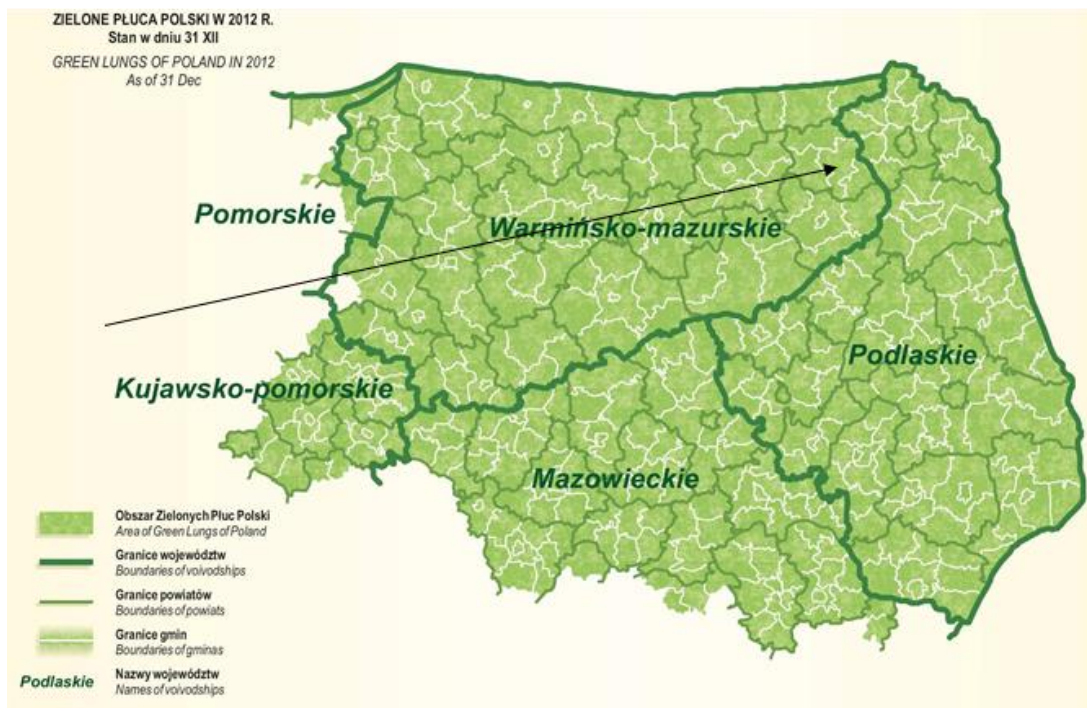 ZIELONE PŁUCA POLSKI W 2012 R.
Stan w dniu 31 XII
GREEN LUNGS OF POLAND IN 2012
As of 31 Dec
Pomorskie
Warmińsko-mazurskie
Podlaskie
Kujawsko-pomorskie
Mazowieckie
Obszar Zielonych Płuc Polski
Area of Green Lungs of Poland
Granice województw
Boundaries of voivodships
Granice powiatów
Boundaries of powiats
Granice gmin
Boundaries of gminas
Podlaskie
Nazwy województw
Names of voivodships